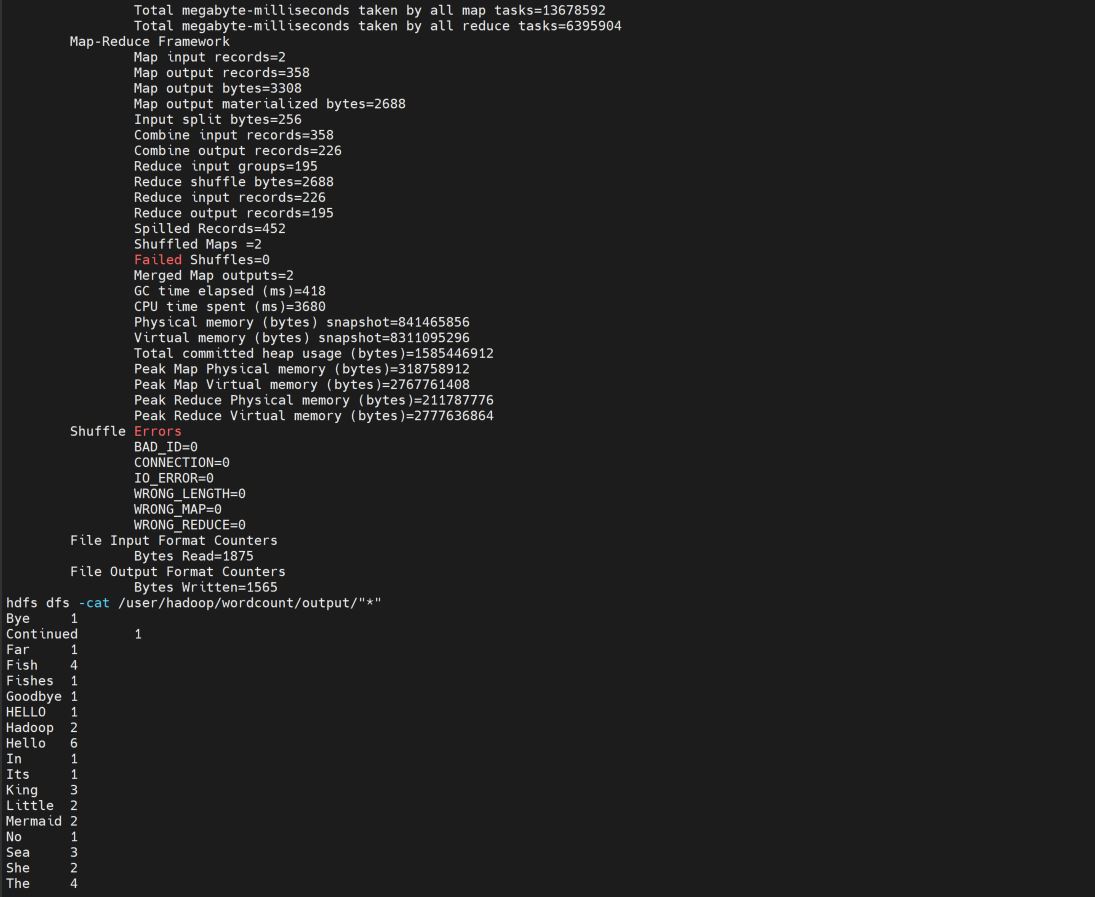 Total megabyte-milliseconds taken by all map tasks=13678592
Total megabyte-milliseconds taken by all reduce tasks=6395904
Map-Reduce Framework
Map input records=2
Map output records=358
Map output bytes=3308
Map output materialized bytes=2688
Input split bytes=256
Combine input records=358
Combine output records=226
Reduce input groups=195
Reduce shuffle bytes=2688
Reduce input records=226
Reduce output records=195
Spilled Records=452
Shuffled Maps =2
Failed Shuffles=0
Merged Map outputs=2
GC time elapsed (ms)=418
CPU time spent (ms)=3680
Physical memory (bytes) snapshot=841465856
Virtual memory (bytes) snapshot=8311095296
Total committed heap usage (bytes)=1585446912
Peak Map Physical memory (bytes)=318758912
Peak Map Virtual memory (bytes)=2767761408
Peak Reduce Physical memory (bytes)=211787776
Peak Reduce Virtual memory (bytes)=2777636864
Shuffle Errors
BAD_ID=0
CONNECTION=0
IO_ERROR=0
WRONG_LENGTH=0
WRONG_MAP=0
WRONG_REDUCE=0
File Input Format Counters
Bytes Read=1875
File Output Format Counters
Bytes Written=1565
hdfs dfs -cat /user/hadoop/wordcount/output/"*"
Bye 1
Continued 1
Far 1
Fish 4
Fishes 1
Goodbye 1
HELLO 1
Hadoop 2
Hello 6
In 1
Its 1
King 3
Little 2
Mermaid 2
No 1
Sea 3
She 2
The 4